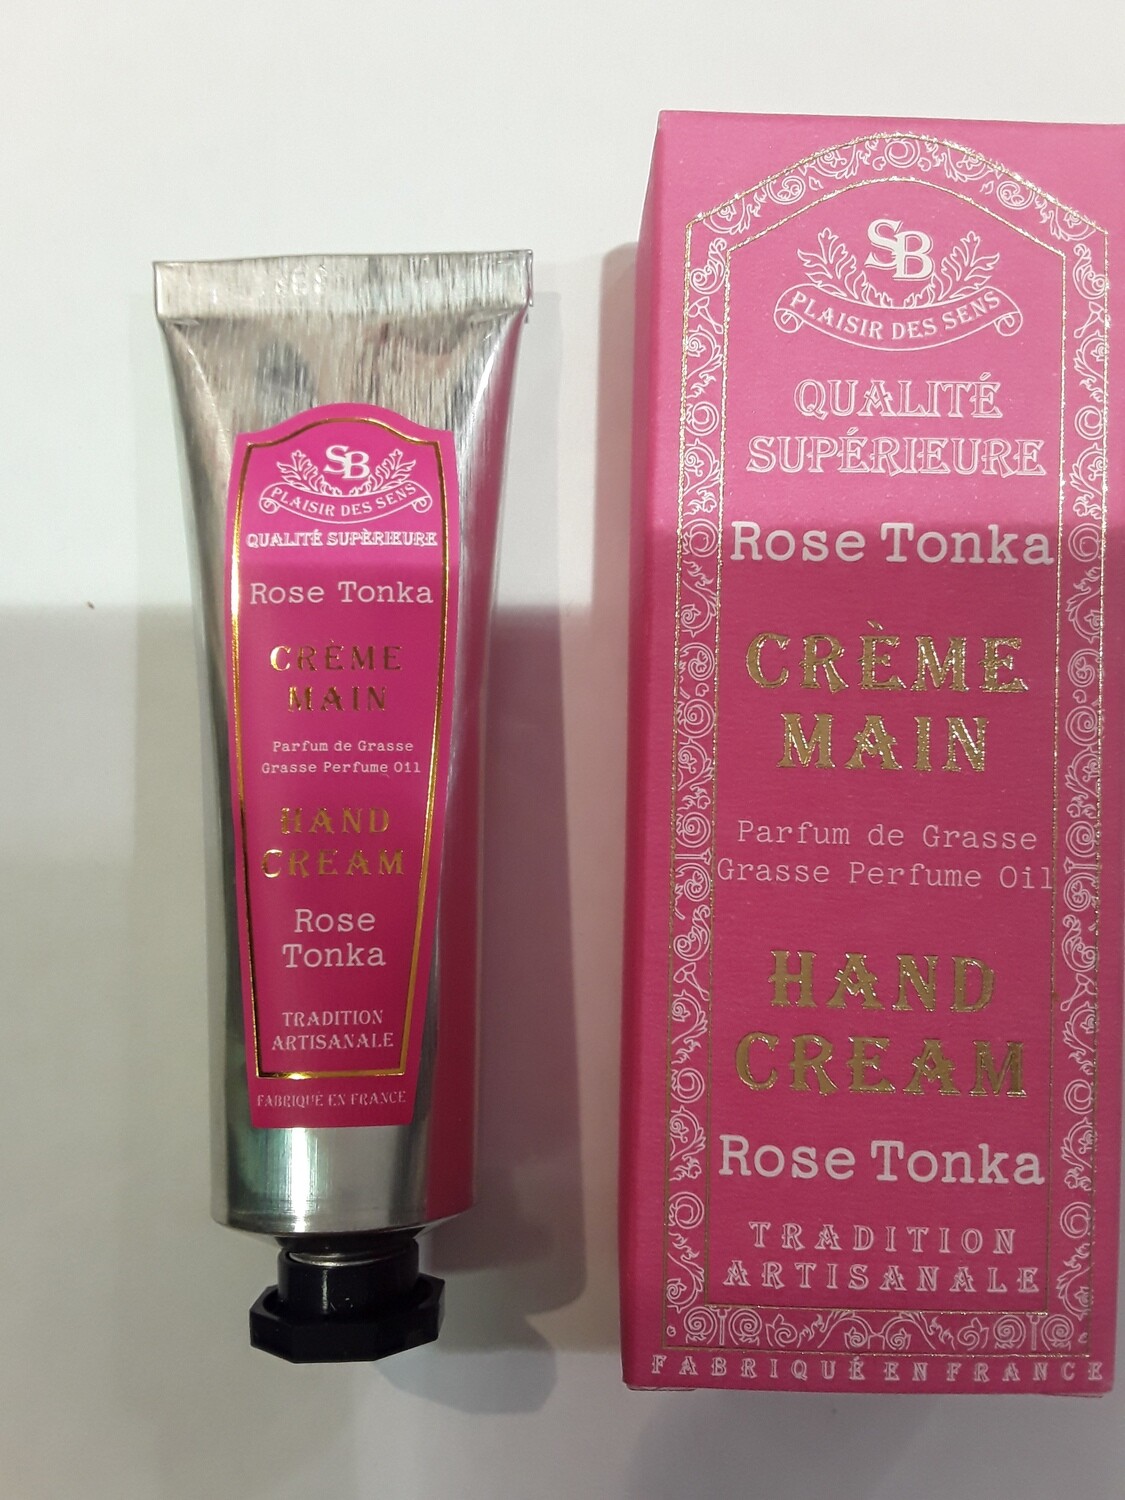 SB
PLAISIR DES SENS
QUALITÉ SUPÈRIEURE
Rose Tonka
CRÈME
MAIN
Parfum de Grasse
Grasse Perfume Oil
HAND
CREAM
Rose
Tonka
TRADITION
ARTISANALE
FABRIQUÉ EN FRANCE
SB
PLAISIR DES SENS
QUALITÉ
SUPÉRIEURE
Rose Tonka
CRÈME
MAIN
Parfum de Grasse
Grasse Perfume Oil
HAND
CREAM
Rose Tonka
TRADITION
ARTISANALE
FABRIQUÉ EN FRANCE